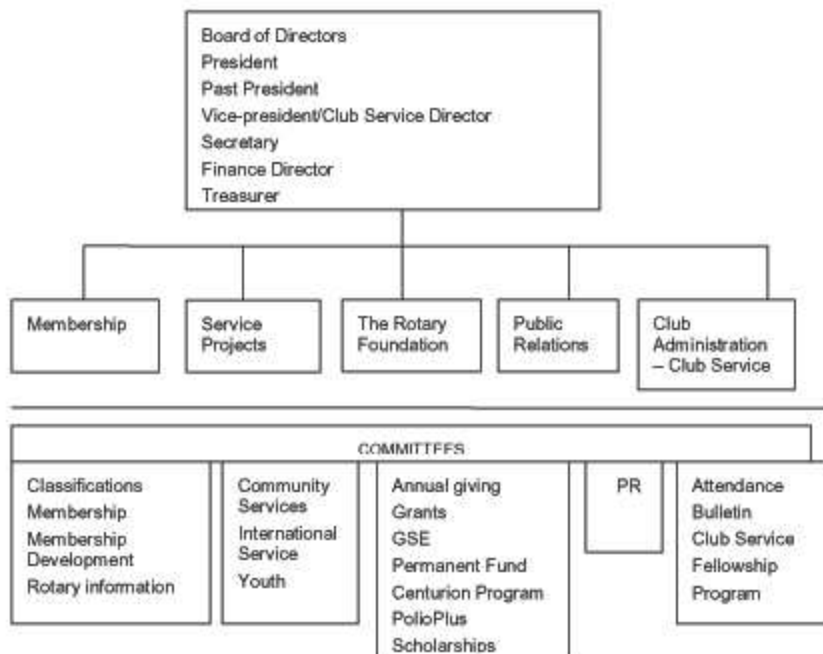 Board of Directors
President
Past President
Vice-president/Club Service Director
Secretary
Finance Director
Treasurer
Membership
Service
Projects
The Rotary
Foundation
Public
Relations
Club
Administration
– Club Service
COMMITTEES
Classifications
Membership
Membership
Development
Rotary information
Community
Services
International
Service
Youth
Annual giving
Grants
GSE
Permanent Fund
Centurion Program
PolioPlus
Scholarships
PR
Attendance
Bulletin
Club Service
Fellowship
Program